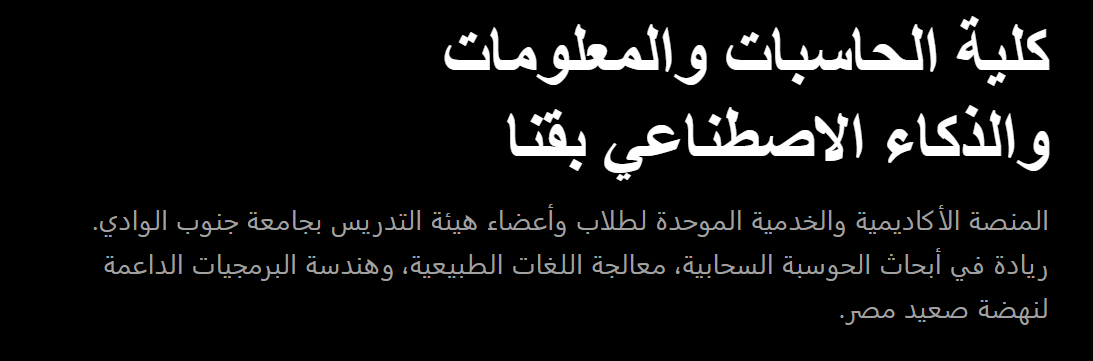 كلية الحاسبات والمعلومات
والذكاء الاصطناعي بقنا
المنصة الأكاديمية والخدمية الموحدة لطلاب وأعضاء هيئة التدريس بجامعة جنوب الوادي.
ريادة في أبحاث الحوسبة السحابية، معالجة اللغات الطبيعية، وهندسة البرمجيات الداعمة
لنهضة صعيد مصر.